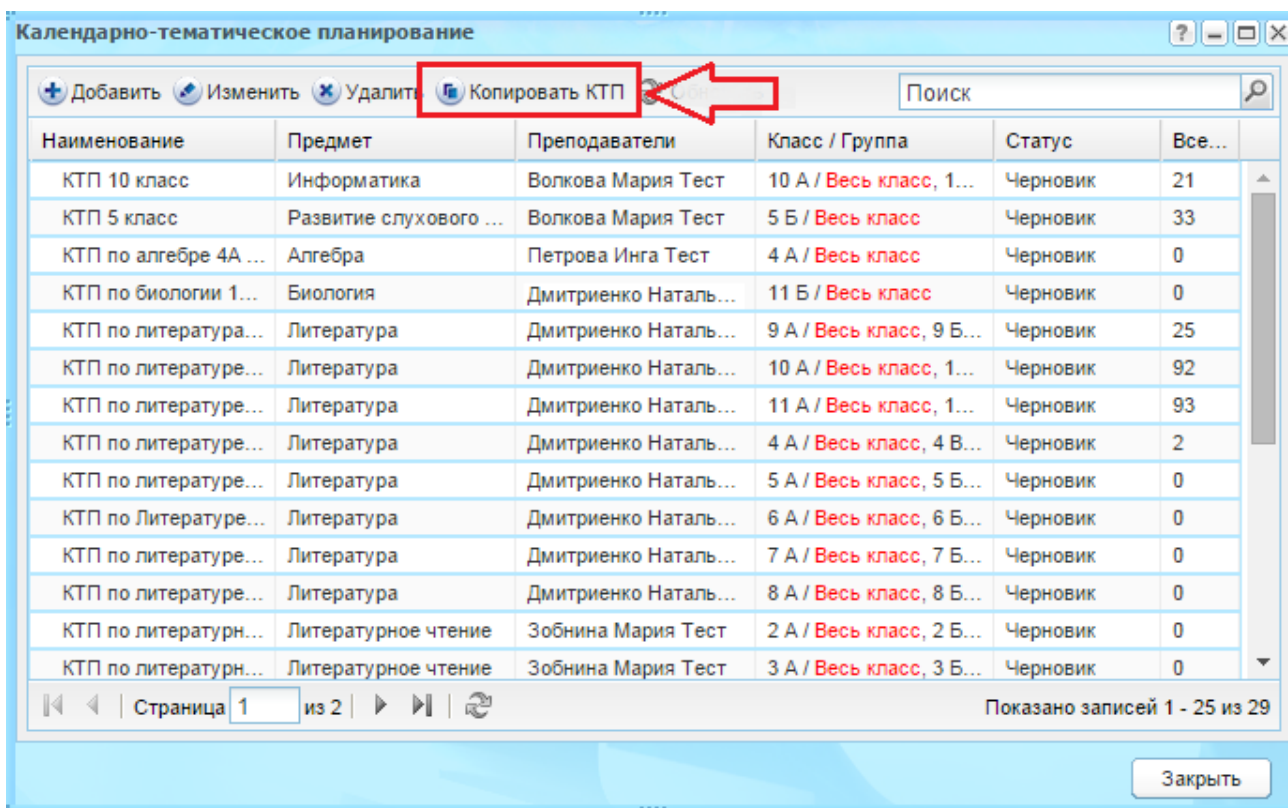 Календарно-тематическое планирование
Добавить Изменить Удалить Копировать КТП Поиск
Наименование Предмет Преподаватели Класс / Группа Статус Все...
КТП 10 класс Информатика Волкова Мария Тест 10 А / Весь класс, 1... Черновик 21
КТП 5 класс Развитие слухового ... Волкова Мария Тест 5 Б / Весь класс Черновик 33
КТП по алгебре 4А ... Алгебра Петрова Инга Тест 4 А / Весь класс Черновик 0
КТП по биологии 1... Биология Дмитриенко Наталь... 11 Б / Весь класс Черновик 0
КТП по литература... Литература Дмитриенко Наталь... 9 А / Весь класс, 9 Б... Черновик 25
КТП по литературе... Литература Дмитриенко Наталь... 10 А / Весь класс, 1... Черновик 92
КТП по литературе... Литература Дмитриенко Наталь... 11 А / Весь класс, 1... Черновик 93
КТП по литературе... Литература Дмитриенко Наталь... 4 А / Весь класс, 4 В... Черновик 2
КТП по литературе... Литература Дмитриенко Наталь... 5 А / Весь класс, 5 Б... Черновик 0
КТП по Литературе... Литература Дмитриенко Наталь... 6 А / Весь класс, 6 Б... Черновик 0
КТП по литературе... Литература Дмитриенко Наталь... 7 А / Весь класс, 7 Б... Черновик 0
КТП по литературе... Литература Дмитриенко Наталь... 8 А / Весь класс, 8 Б... Черновик 0
КТП по литературн... Литературное чтение Зобнина Мария Тест 2 А / Весь класс, 2 Б... Черновик 0
КТП по литературн... Литературное чтение Зобнина Мария Тест 3 А / Весь класс, 3 Б... Черновик 0
Страница 1 из 2 Показано записей 1 - 25 из 29
Закрыть